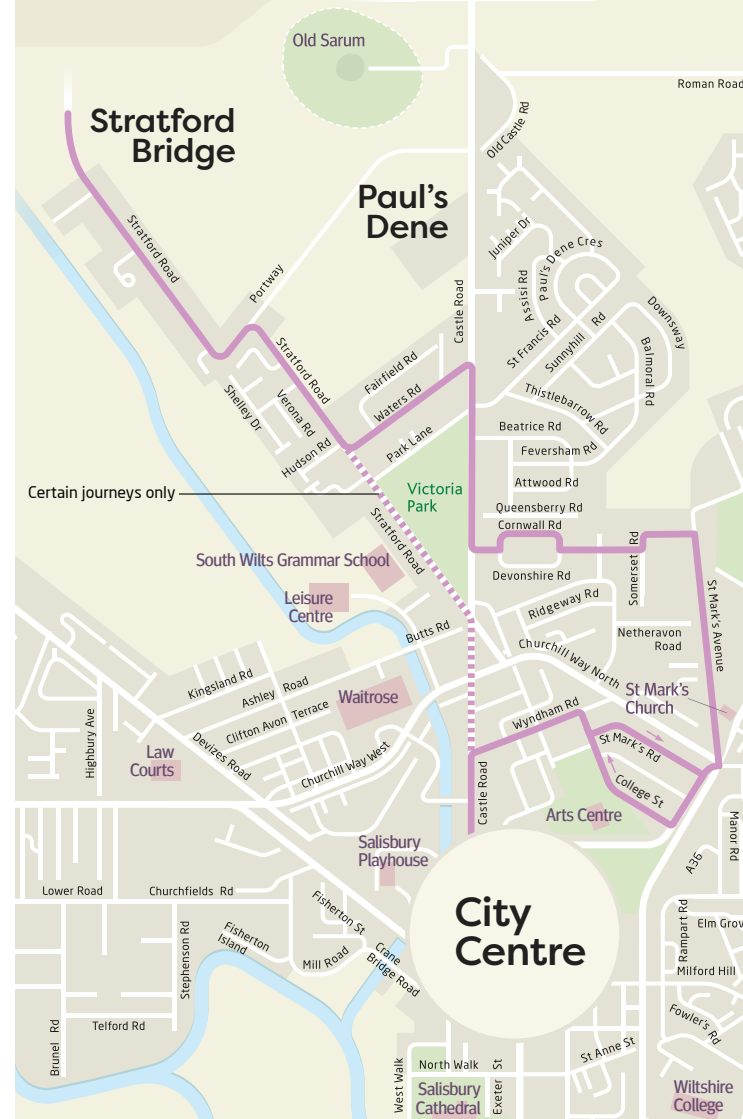 Old Sarum
Roman Road
Stratford
Bridge
Old Castle Rd
Paul's
Dene
Juniper Dr
Paul's Dene Cres
Stratford Road
Portway
Assisi Rd
Castle Road
St Francis Rd
Sunnyhill Rd
Downsway
Balmoral Rd
Stratford Road
Fairfield Rd
Waters Rd
Shelley Dr
Verona Rd
Thistlebarrow Rd
Beatrice Rd
Hudson Rd
Park Lane
Feversham Rd
Attwood Rd
Certain journeys only
Victoria
Park
Queensberry Rd
Cornwall Rd
Stratford Road
South Wilts Grammar School
Devonshire Rd
Somerset Rd
St Mark's Avenue
Leisure
Centre
Ridgeway Rd
Butts Rd
Netheravon
Road
Churchill Way North
Kingsland Rd
Ashley Road
Waitrose
St Mark's
Church
Clifton Avon Terrace
Wyndham Rd
Highbury Ave
Law
Courts
Devizes Road
Churchill Way West
St Mark's Rd
College St
Castle Road
Arts Centre
Manor Rd
Salisbury
Playhouse
A36
Lower Road
Churchfields Rd
Fisherton St
City
Centre
Rampart Rd
Elm Grov
Stephenson Rd
Fisherton
Island
Mill Road
Crane
Bridge Road
Milford Hill
Fowler's Rd
Telford Rd
Brunel Rd
St Anne St
West Walk
North Walk
Exeter St
Salisbury
Cathedral
Wiltshire
College